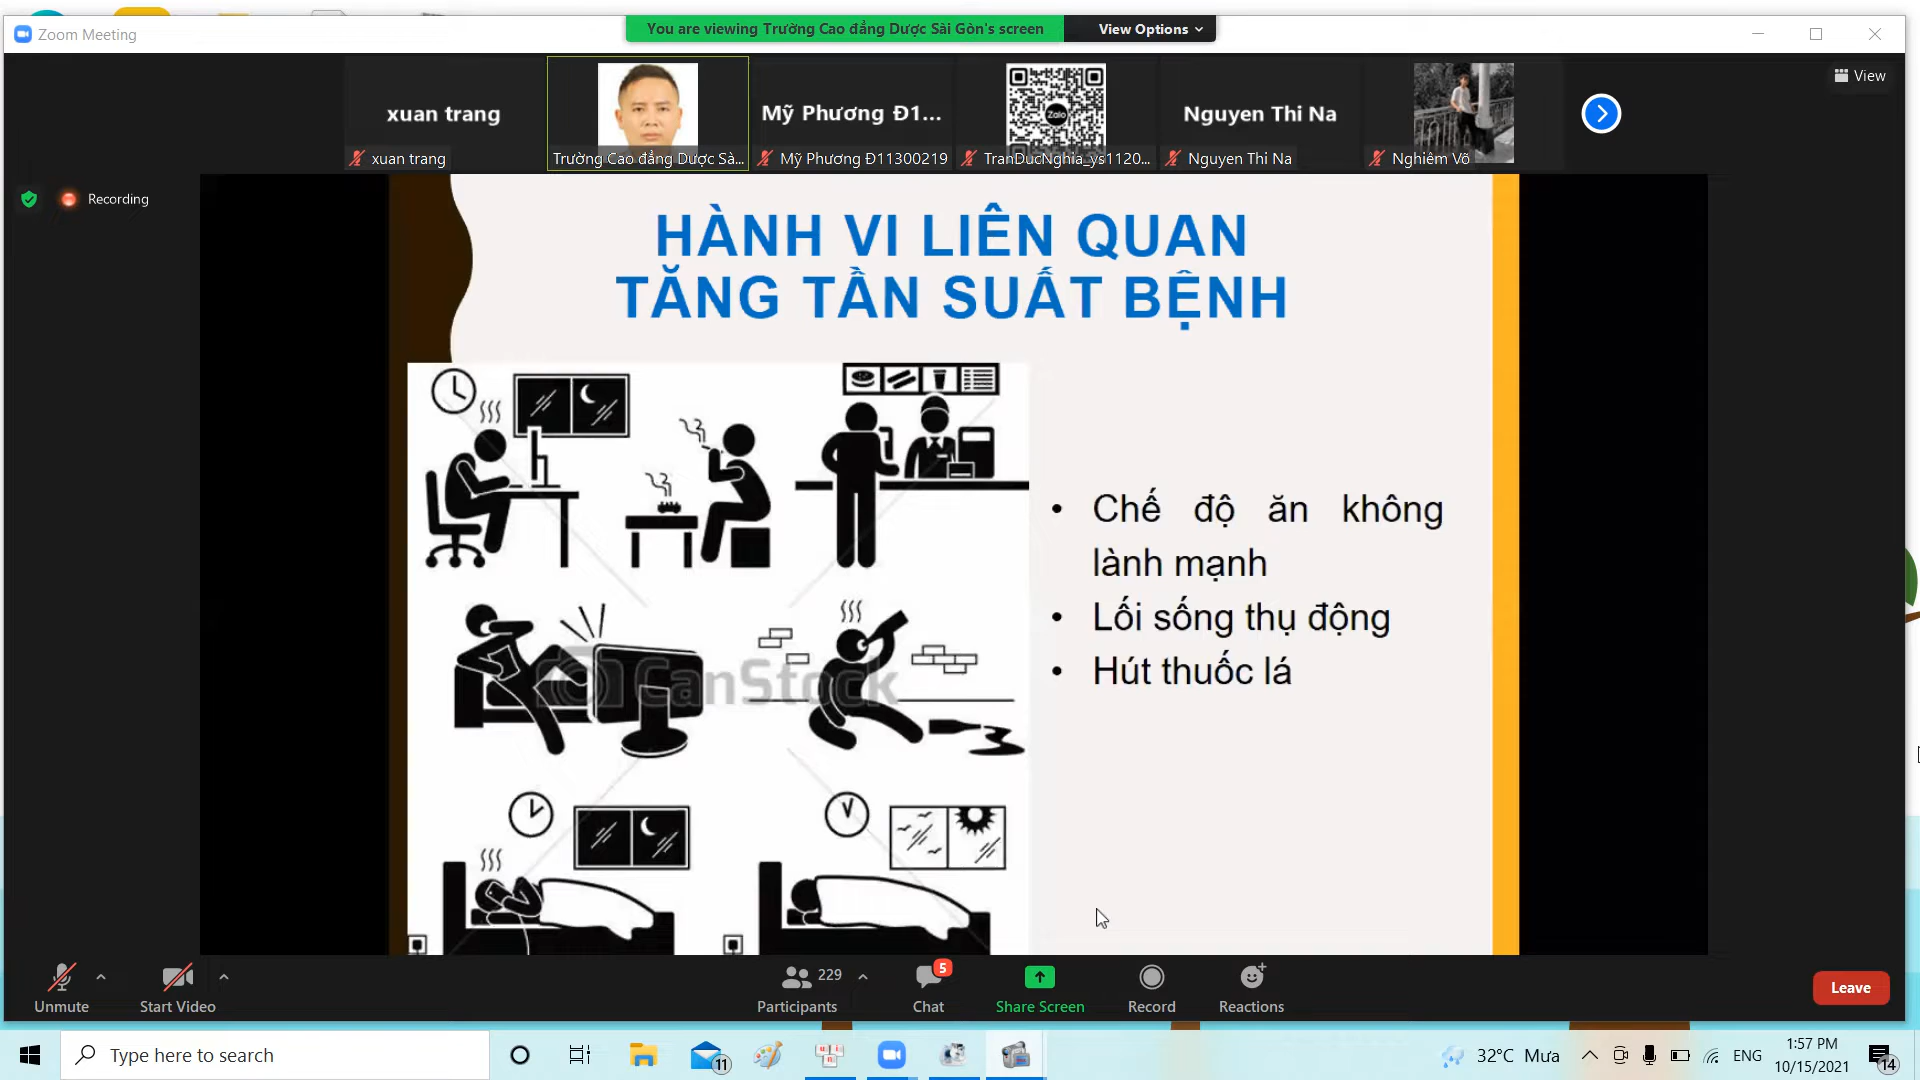 You are viewing Trường Cao đẳng Dược Sài Gòn's screen
View Options
Zoom Meeting
View
xuan trang
Mỹ Phương Đ1...
Zalo
Nguyen Thi Na
xuan trang
Trường Cao đẳng Dược Sà...
Mỹ Phương Đ11300219
TranDucNghia_ys1120...
Nguyen Thi Na
Nghiêm Võ
Recording
HÀNH VI LIÊN QUAN
TĂNG TẦN SUẤT BỆNH
• Chế độ ăn không
lành mạnh
• Lối sống thụ động
• Hút thuốc lá
CanStock
Unmute
Start Video
229
Participants
5
Chat
Share Screen
Record
Reactions
Leave
Type here to search
11
32°C Mưa
ENG
1:57 PM
10/15/2021
14